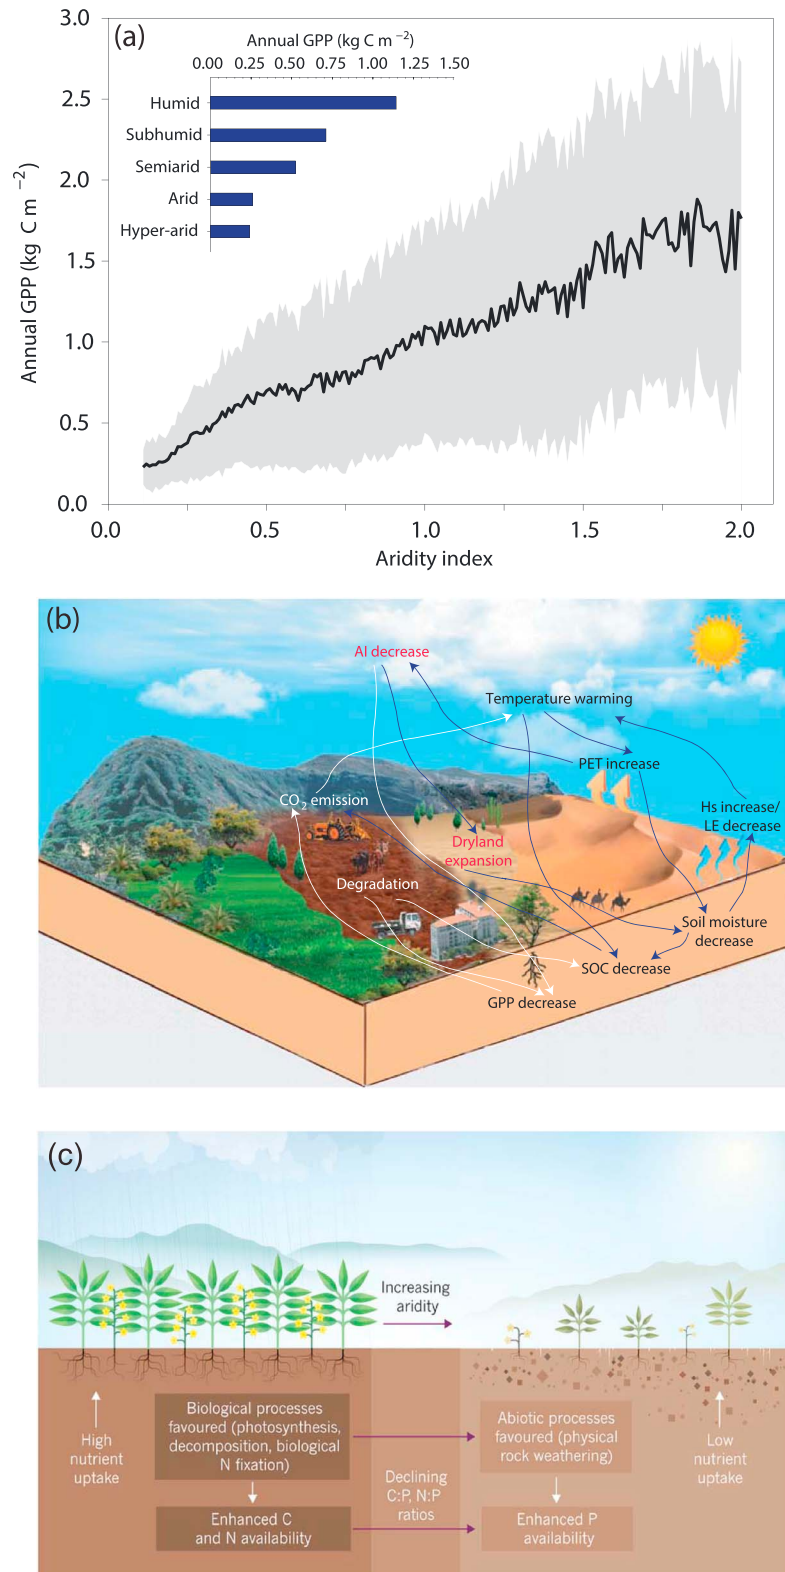 (a)
Annual GPP (kg C m −2)
0.00 0.25 0.50 0.75 1.00 1.25 1.50
Humid
Subhumid
Semiarid
Arid
Hyper-arid
Annual GPP (kg C m −2)
3.0
2.5
2.0
1.5
1.0
0.5
0.0
0.0 0.5 1.0 1.5 2.0
Aridity index
(b)
AI decrease
Temperature warming
PET increase
CO2 emission
Hs increase/
LE decrease
Dryland
expansion
Degradation
Soil moisture
decrease
SOC decrease
GPP decrease
(c)
Increasing
aridity
High
nutrient
uptake
Biological processes
favoured (photosynthesis,
decomposition, biological
N fixation)
Enhanced C
and N availability
Declining
C:P, N:P
ratios
Abiotic processes
favoured (physical
rock weathering)
Enhanced P
availability
Low
nutrient
uptake